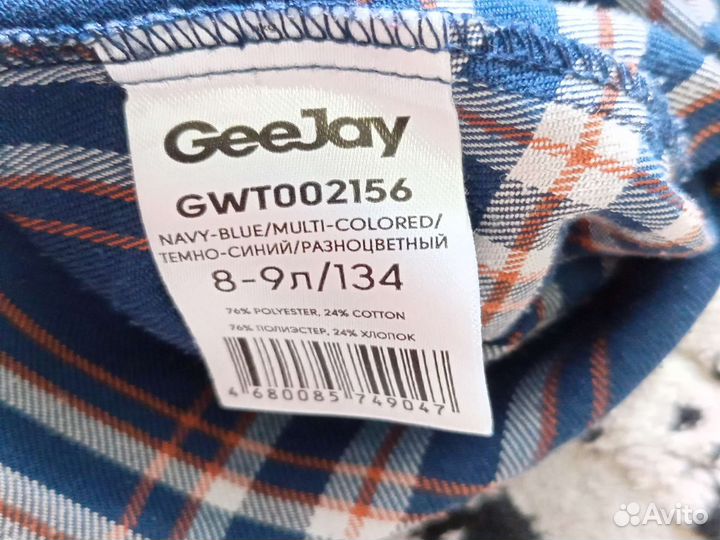 GeeJay
GWT002156
NAVY-BLUE/MULTI-COLORED/
ТЕМНО-СИНИЙ/РАЗНОЦВЕТНЫЙ
8-9л/134
76% POLYESTER, 24% COTTON
76% ПОЛИЭСТЕР, 24% ХЛОПОК
4 680085 749047
Avito